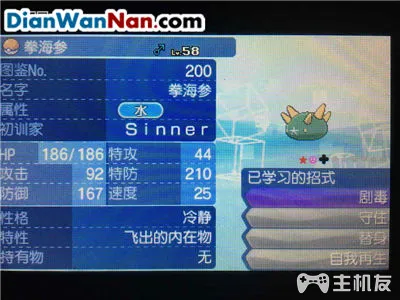 DianWanNan.com
拳海参 ♂ Lv.58
图鉴No. 200
名字 拳海参
属性 水
初训家 Sinner
HP 186/186 特攻 44
攻击 92 特防 210
防御 167 速度 25
性格 冷静
特性 飞出的内在物
持有物 无
已学习的招式
剧毒
守住
替身
自我再生
主机友